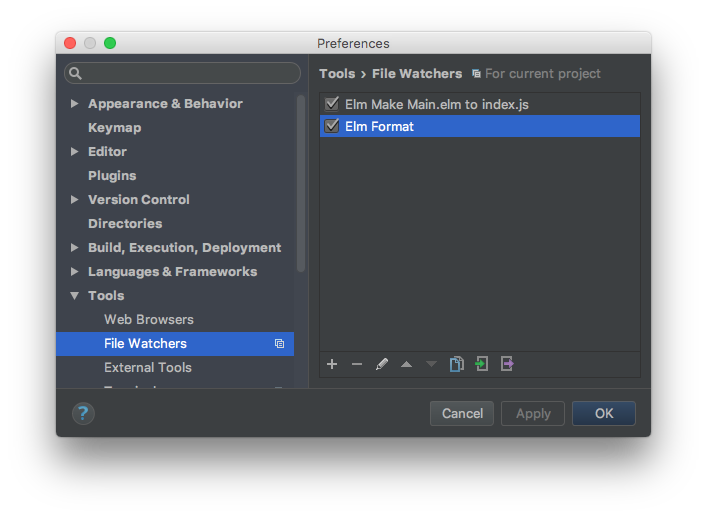 Preferences
Tools › File Watchers For current project
Appearance & Behavior
Keymap
Editor
Plugins
Version Control
Directories
Build, Execution, Deployment
Languages & Frameworks
Tools
Web Browsers
File Watchers
External Tools
Elm Make Main.elm to index.js
Elm Format
?
Cancel
Apply
OK